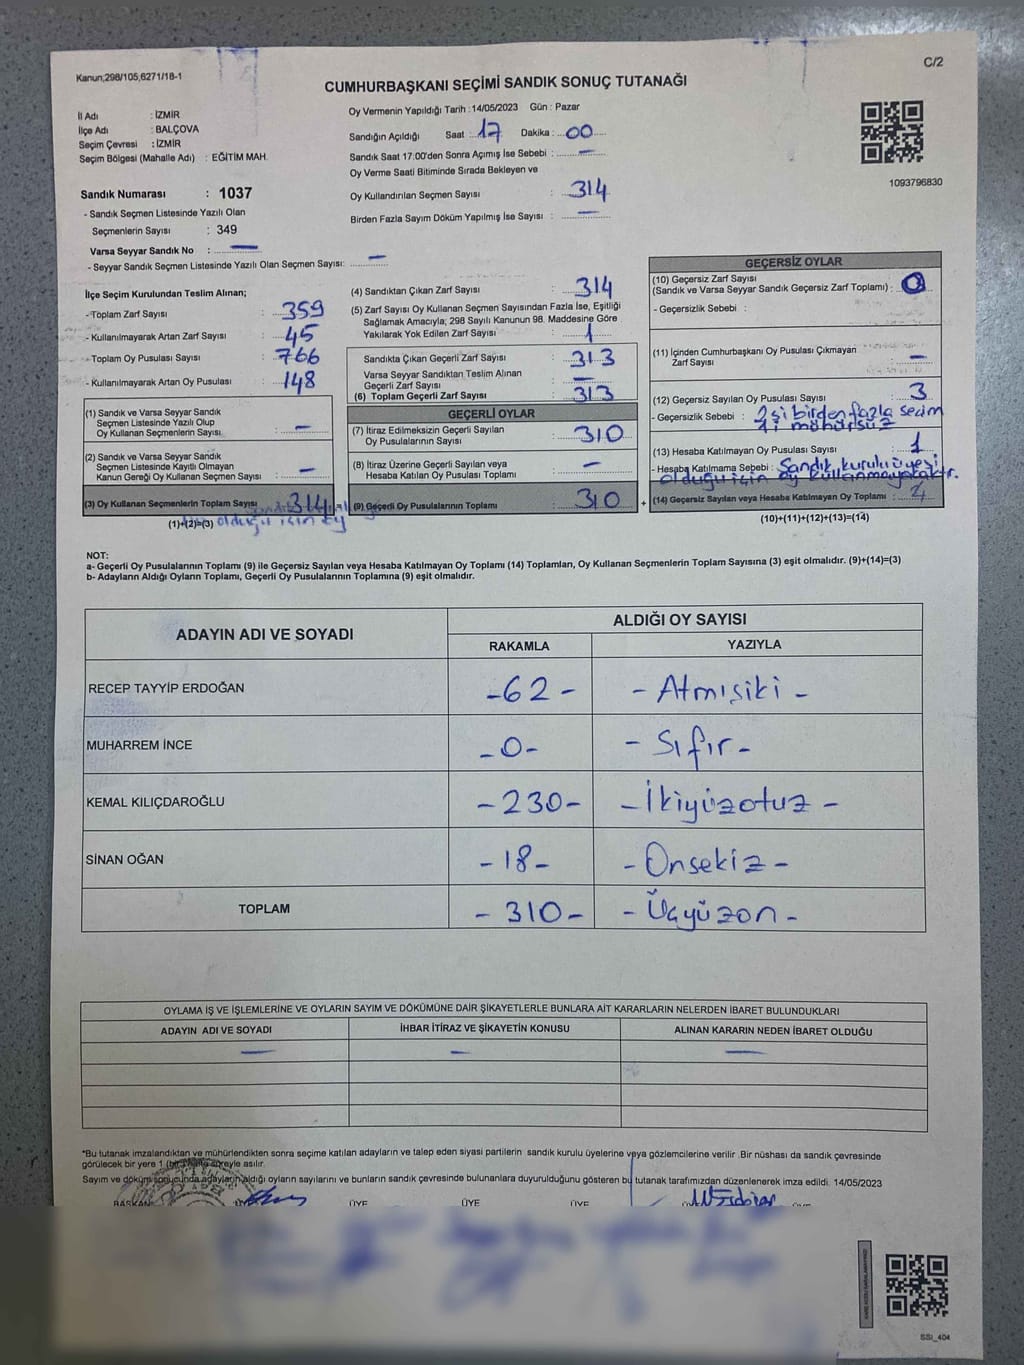 Kanun;298/105,6271/18-1
C/2
CUMHURBAŞKANI SEÇİMİ SANDIK SONUÇ TUTANAĞI
İl Adı : İZMİR
İlçe Adı : BALÇOVA
Seçim Çevresi : İZMİR
Seçim Bölgesi (Mahalle Adı) : EĞİTİM MAH.
Sandık Numarası : 1037
- Sandık Seçmen Listesinde Yazılı Olan
Seçmenlerin Sayısı : 349
Varsa Seyyar Sandık No : —
- Seyyar Sandık Seçmen Listesinde Yazılı Olan Seçmen Sayısı: —
Oy Vermenin Yapıldığı Tarih :14/05/2023 Gün : Pazar
Sandığın Açıldığı Saat : 17 Dakika : 00
Sandık Saat 17:00'den Sonra Açımış İse Sebebi : —
Oy Verme Saati Bitiminde Sırada Bekleyen ve
Oy Kullandırılan Seçmen Sayısı : 314
Birden Fazla Sayım Döküm Yapılmış İse Sayısı : —
1093796830
İlçe Seçim Kurulundan Teslim Alınan;
- Toplam Zarf Sayısı : 359
- Kullanılmayarak Artan Zarf Sayısı : 45
- Toplam Oy Pusulası Sayısı : 766
- Kullanılmayarak Artan Oy Pusulası : 148
(1) Sandık ve Varsa Seyyar Sandık
Seçmen Listesinde Yazılı Olup
Oy Kullanan Seçmenlerin Sayısı : —
(2) Sandık ve Varsa Seyyar Sandık
Seçmen Listesinde Kayıtlı Olmayan
Kanun Gereği Oy Kullanan Seçmen Sayısı : —
(3) Oy Kullanan Seçmenlerin Toplam Sayısı : 314 =
(1)+(2)=(3) olduğu için oy
(4) Sandıktan Çıkan Zarf Sayısı : 314
(5) Zarf Sayısı Oy Kullanan Seçmen Sayısından Fazla İse, Eşitliği
Sağlamak Amacıyla; 298 Sayılı Kanunun 98. Maddesine Göre
Yakılarak Yok Edilen Zarf Sayısı : 1
Sandıkta Çıkan Geçerli Zarf Sayısı : 313
Varsa Seyyar Sandıktan Teslim Alınan
Geçerli Zarf Sayısı : —
(6) Toplam Geçerli Zarf Sayısı : 313
GEÇERLİ OYLAR
(7) İtiraz Edilmeksizin Geçerli Sayılan
Oy Pusulalarının Sayısı : 310
(8) İtiraz Üzerine Geçerli Sayılan veya
Hesaba Katılan Oy Pusulası Toplamı : —
(9) Geçerli Oy Pusulalarının Toplamı : 310 +
GEÇERSİZ OYLAR
(10) Geçersiz Zarf Sayısı
(Sandık ve Varsa Seyyar Sandık Geçersiz Zarf Toplamı) : 0
- Geçersizlik Sebebi :
(11) İçinden Cumhurbaşkanı Oy Pusulası Çıkmayan
Zarf Sayısı : —
(12) Geçersiz Sayılan Oy Pusulası Sayısı : 3
- Geçersizlik Sebebi : 2si birden fazla seçim
1i mühürsüz
(13) Hesaba Katılmayan Oy Pusulası Sayısı : 1
- Hesaba Katılmama Sebebi : Sandık kurulu üyesi
olduğu için oy kullanmayacaktır.
(14) Geçersiz Sayılan veya Hesaba Katılmayan Oy Toplamı : 4
(10)+(11)+(12)+(13)=(14)
NOT:
a- Geçerli Oy Pusulalarının Toplamı (9) ile Geçersiz Sayılan veya Hesaba Katılmayan Oy Toplamı (14) Toplamları, Oy Kullanan Seçmenlerin Toplam Sayısına (3) eşit olmalıdır. (9)+(14)=(3)
b- Adayların Aldığı Oyların Toplamı, Geçerli Oy Pusulalarının Toplamına (9) eşit olmalıdır.
ADAYIN ADI VE SOYADI
ALDIĞI OY SAYISI
RAKAMLA YAZIYLA
RECEP TAYYİP ERDOĞAN -62- -Atmışiki-
MUHARREM İNCE -0- -Sıfır-
KEMAL KILIÇDAROĞLU -230- -İkiyüzotuz-
SİNAN OĞAN -18- -Onsekiz-
TOPLAM -310- -Üçyüzon-
OYLAMA İŞ VE İŞLEMLERİNE VE OYLARIN SAYIM VE DÖKÜMÜNE DAİR ŞİKAYETLERLE BUNLARA AİT KARARLARIN NELERDEN İBARET BULUNDUKLARI
ADAYIN ADI VE SOYADI İHBAR İTİRAZ VE ŞİKAYETİN KONUSU ALINAN KARARIN NEDEN İBARET OLDUĞU
— — —
*Bu tutanak imzalandıktan ve mühürlendikten sonra seçime katılan adayların ve talep eden siyasi partilerin sandık kurulu üyelerine veya gözlemcilerine verilir .Bir nüshası da sandık çevresinde
görülecek bir yere 1 (bir) hafta süreyle asılır.
Sayım ve döküm sonucunda adayların aldığı oyların sayılarını ve bunların sandık çevresinde bulunanlara duyurulduğunu gösteren bu tutanak tarafımızdan düzenlenerek imza edildi. 14/05/2023
BAŞKAN ÜYE ÜYE ÜYE ÜYE ÜYE
SSİ_404